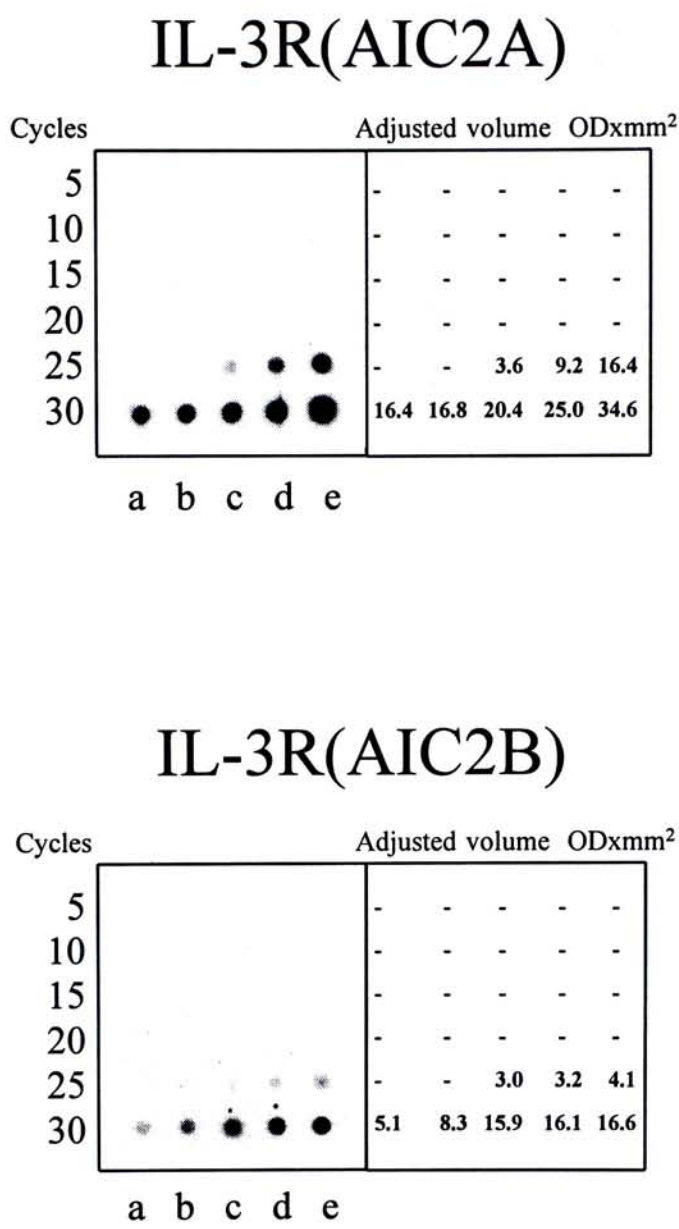 IL-3R(AIC2A)
Cycles Adjusted volume ODxmm²
5 - - - - -
10 - - - - -
15 - - - - -
20 - - - - -
25 - - 3.6 9.2 16.4
30 16.4 16.8 20.4 25.0 34.6
a b c d e
IL-3R(AIC2B)
Cycles Adjusted volume ODxmm²
5 - - - - -
10 - - - - -
15 - - - - -
20 - - - - -
25 - - 3.0 3.2 4.1
30 5.1 8.3 15.9 16.1 16.6
a b c d e